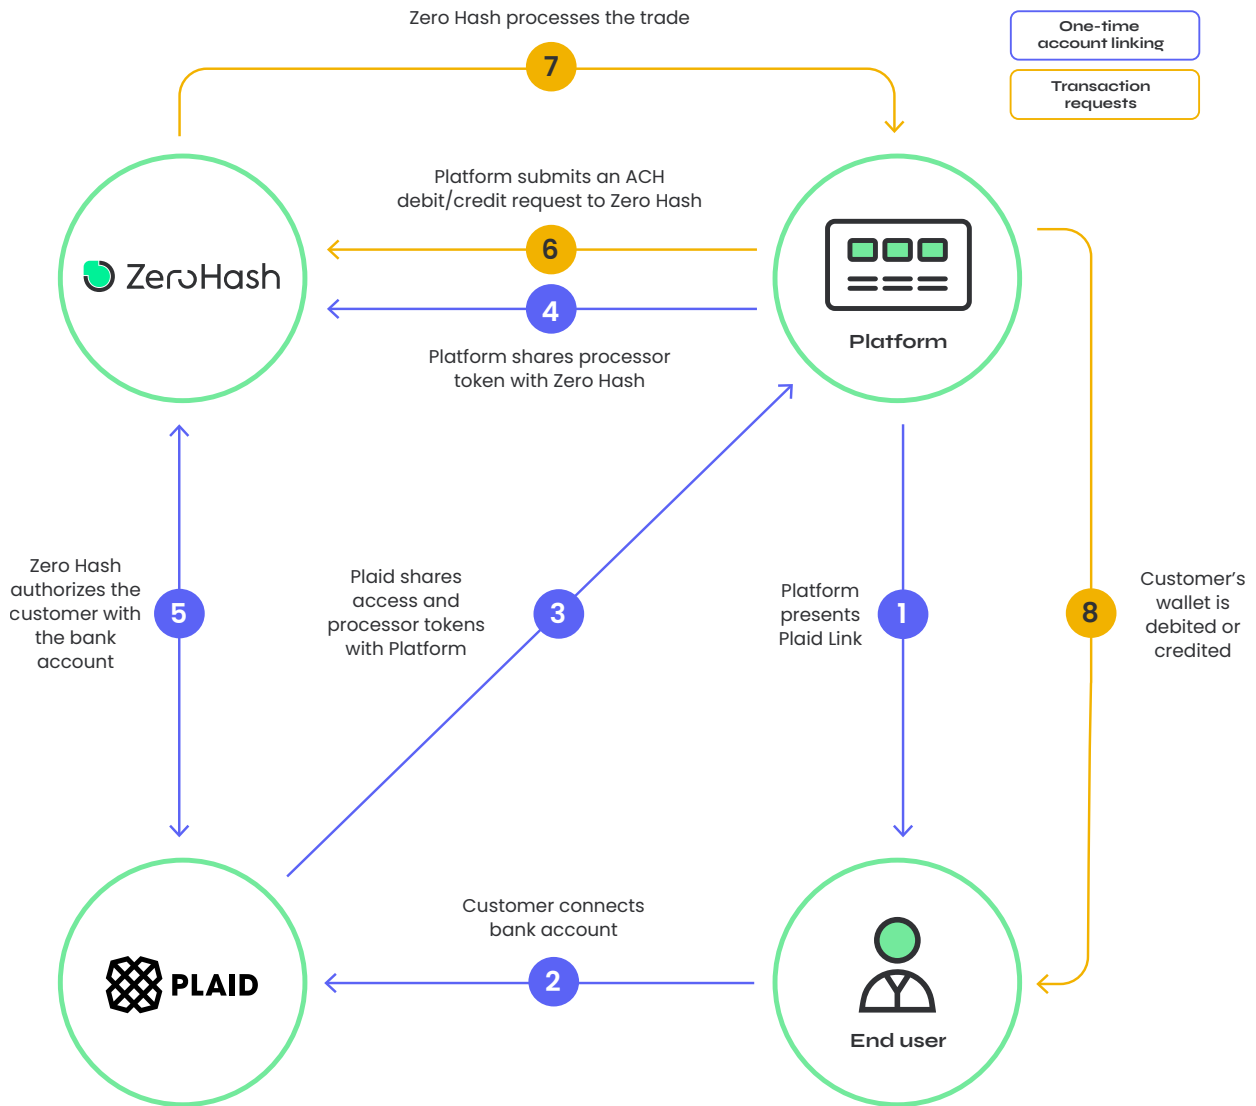 Zero Hash processes the trade
7
One-time
account linking
Transaction
requests
Platform submits an ACH
debit/credit request to Zero Hash
6
ZeroHash
4
Platform shares processor
token with Zero Hash
Platform
Zero Hash
authorizes the
customer with
the bank
account
5
Plaid shares
access and
processor tokens
with Platform
3
Platform
presents
Plaid Link
1
8
Customer’s
wallet is
debited or
credited
Customer connects
bank account
2
PLAID
End user